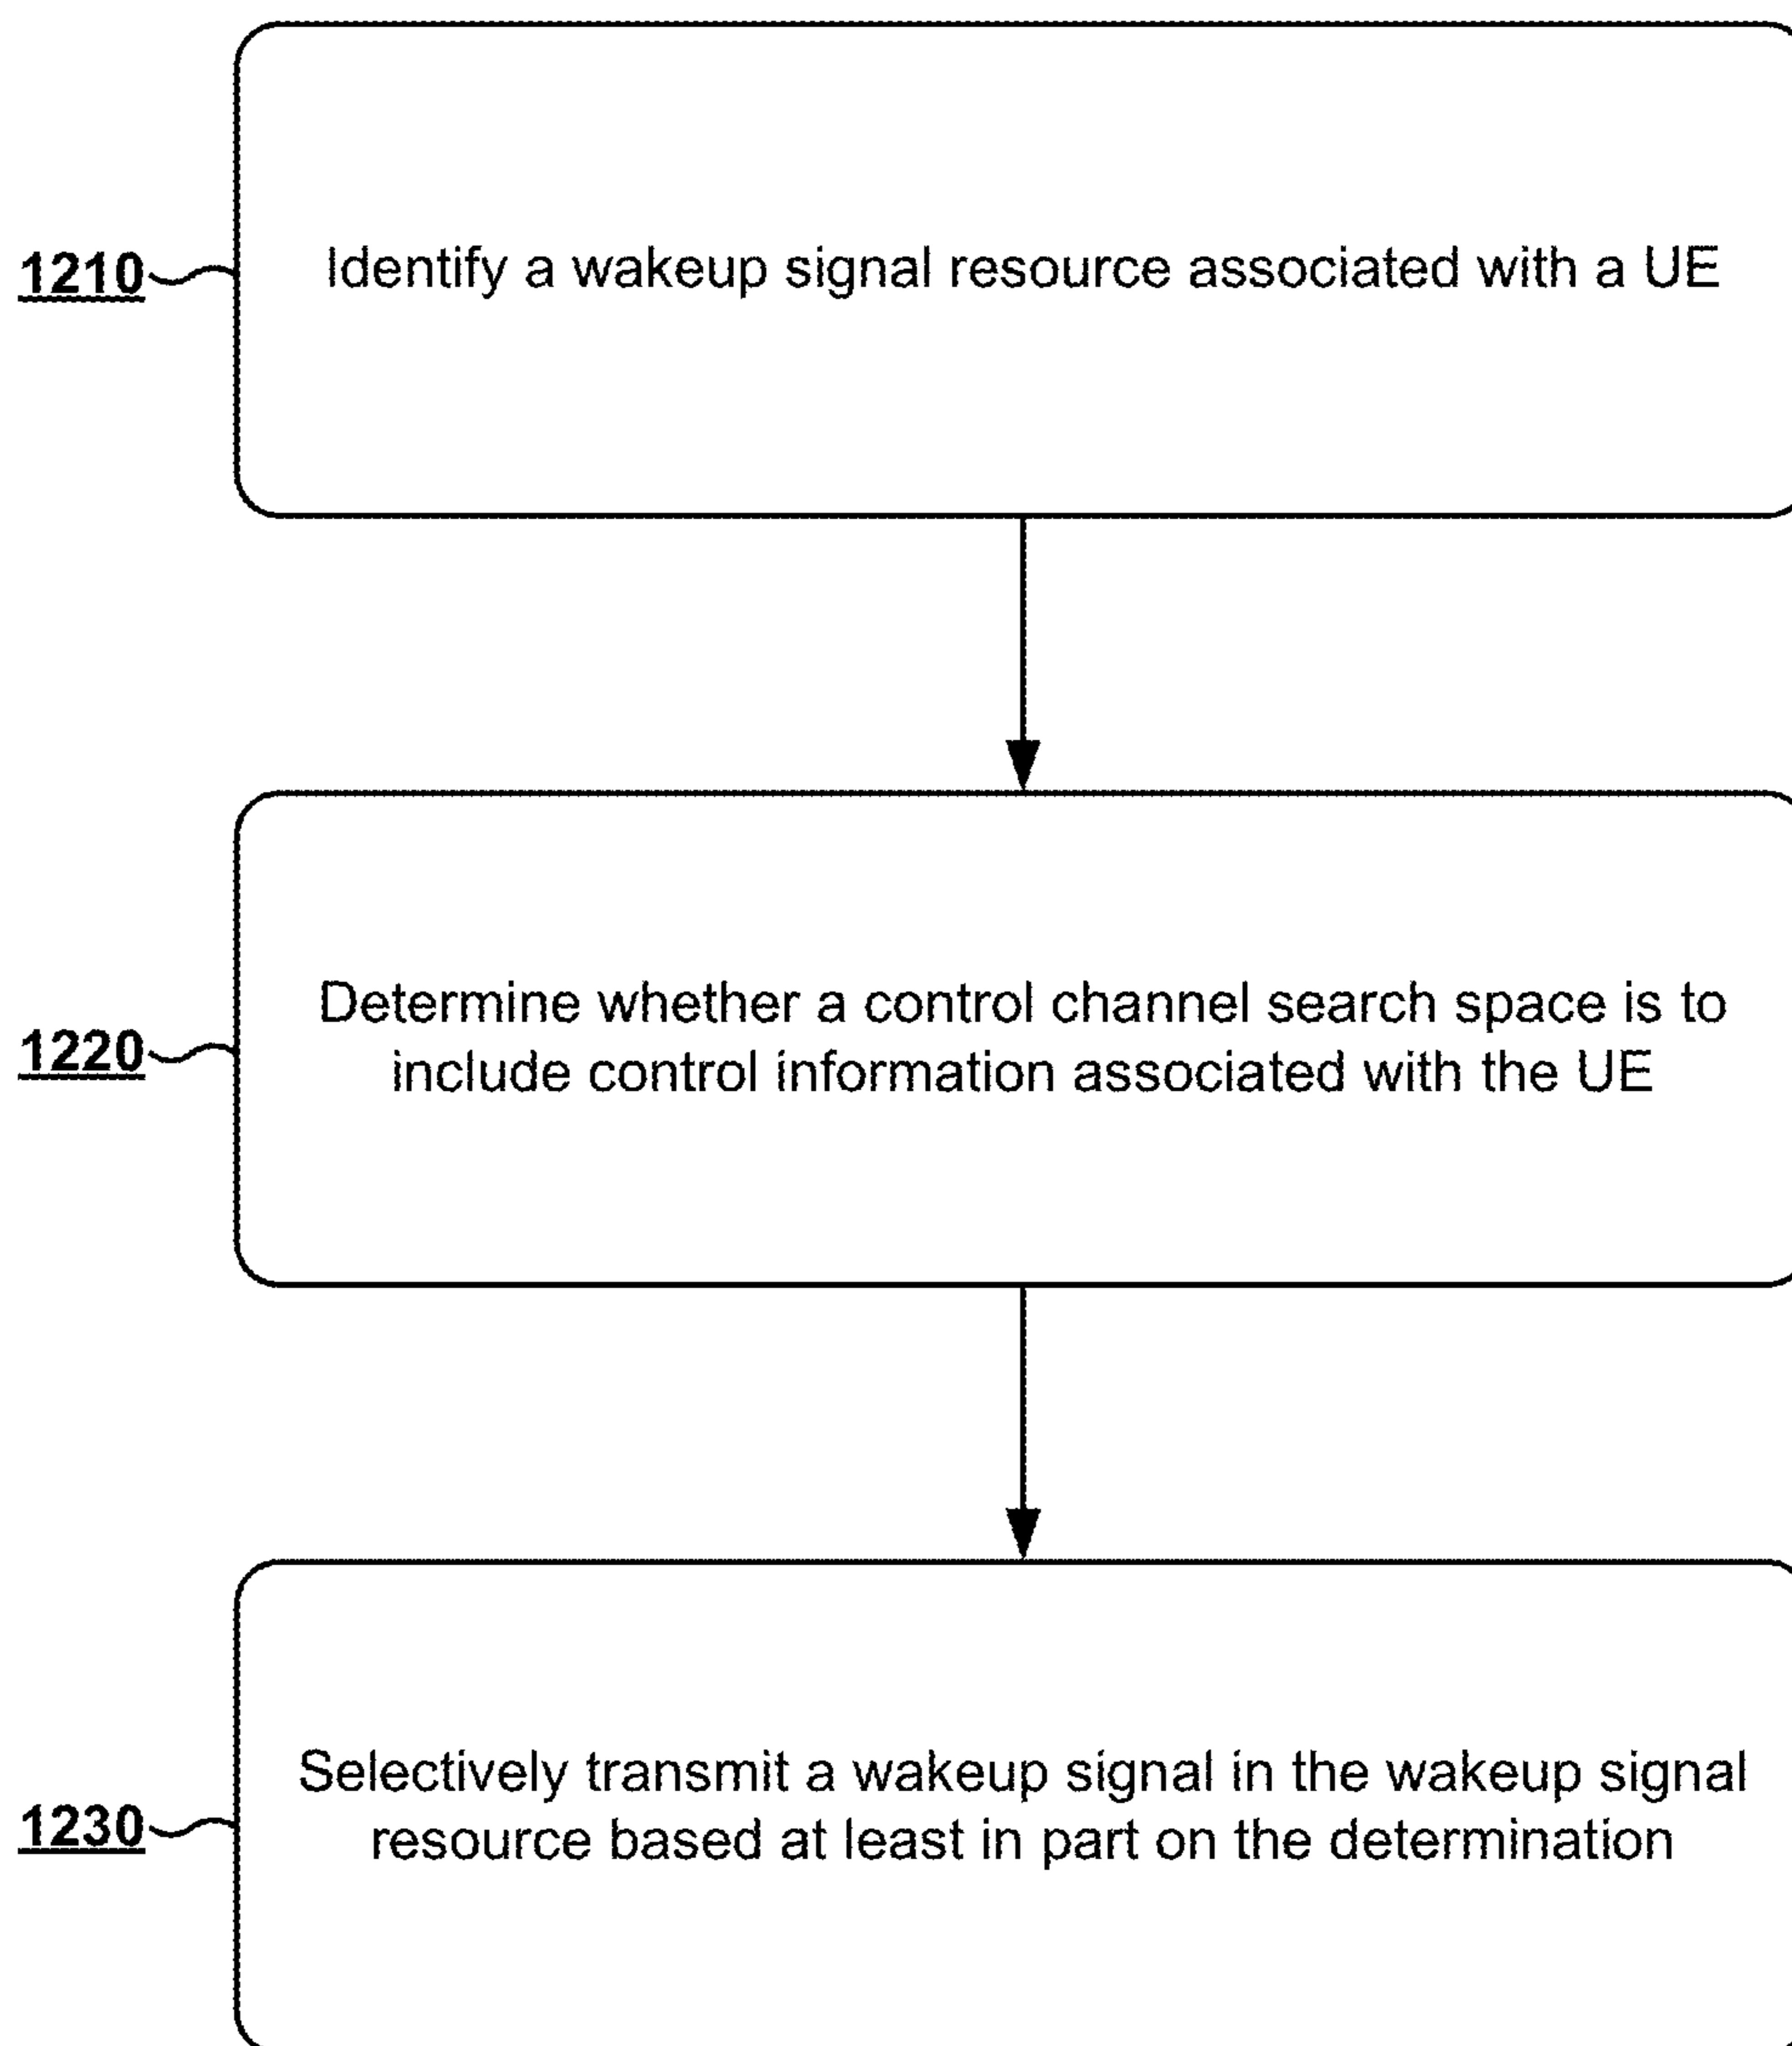 1210
Identify a wakeup signal resource associated with a UE
1220
Determine whether a control channel search space is to
include control information associated with the UE
1230
Selectively transmit a wakeup signal in the wakeup signal
resource based at least in part on the determination